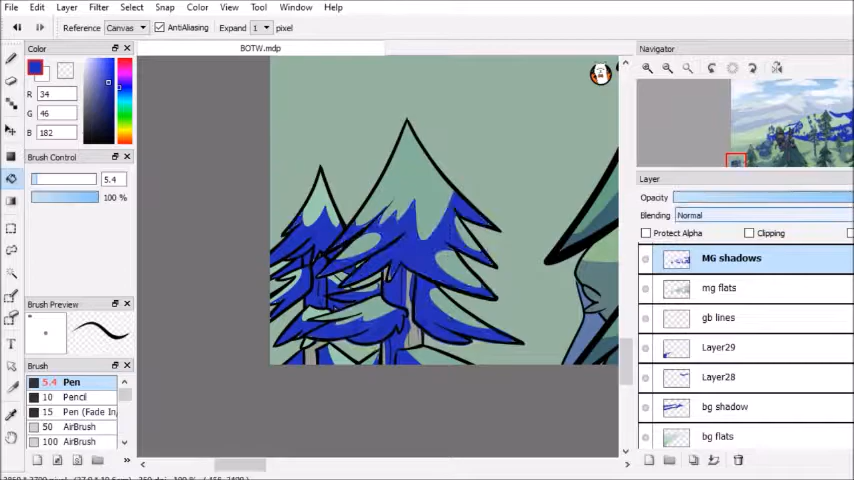 File Edit View Layer Filter Select Snap Color View Tool Window Help
Reference Canvas AntiAliasing Expand 1 pixel
BOTW.mdp
Color
R 34
G 46
B 182
Brush Control
5.4
100 %
Brush Preview
Brush
5.4 Pen
10 Pencil
15 Pen (Fade In/
50 AirBrush
100 AirBrush
Navigator
Layer
Opacity
Blending Normal
Protect Alpha Clipping
MG shadows
mg flats
gb lines
Layer29
Layer28
bg shadow
bg flats